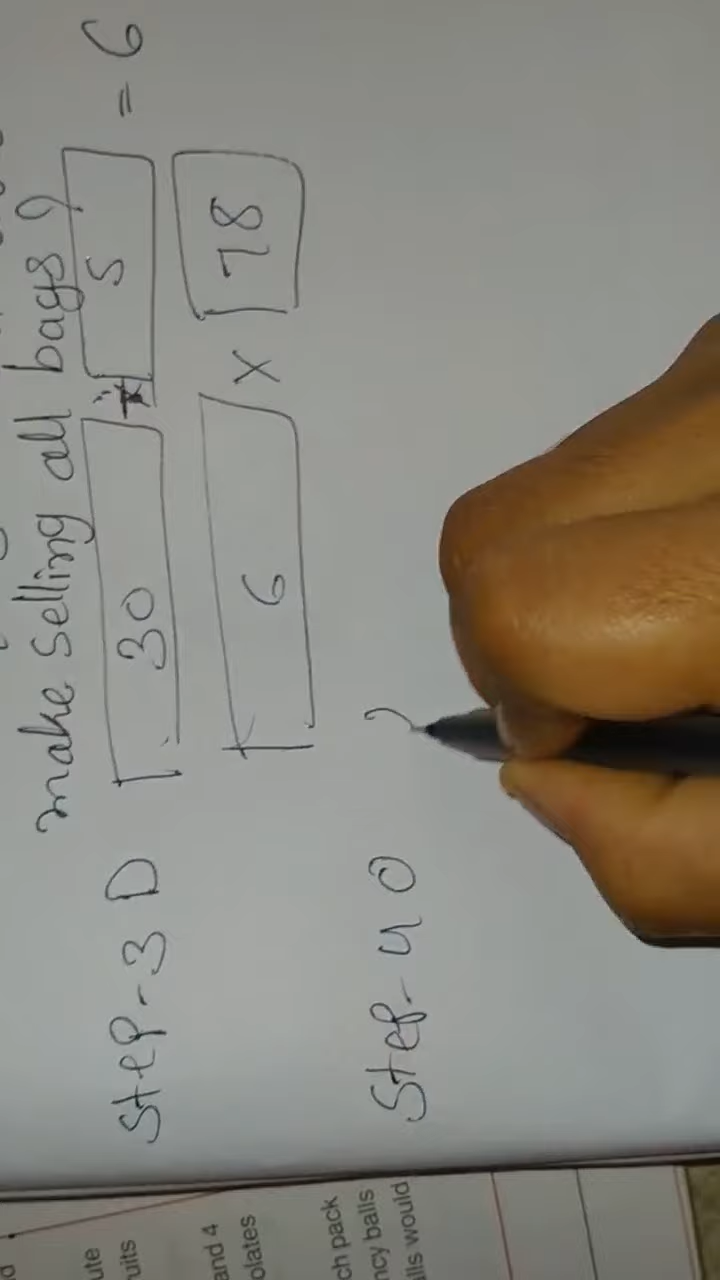 make selling all bags?
Step-3 D 30 ÷ 5 = 6
6 × 78
Step-4 O
ute
uits
and 4
olates
ch pack
ncy balls
lls would